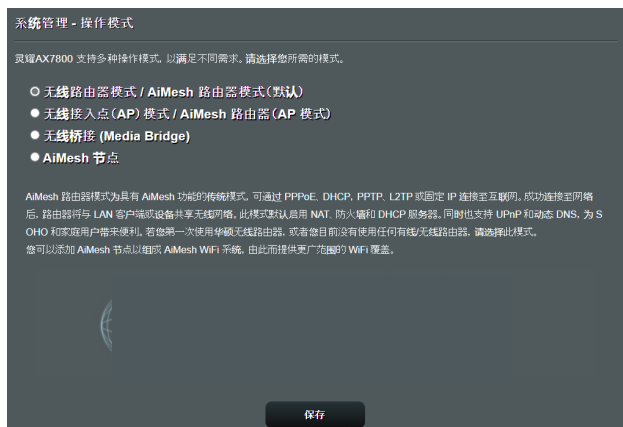 系统管理 - 操作模式
灵耀AX7800 支持多种操作模式, 以满足不同需求. 请选择您所需的模式。
无线路由器模式 / AiMesh 路由器模式(默认)
无线接入点(AP) 模式 / AiMesh 路由器(AP 模式)
无线桥接 (Media Bridge)
AiMesh 节点
AiMesh 路由器模式为具有 AiMesh 功能的传统模式, 可通过 PPPoE, DHCP, PPTP, L2TP 或固定 IP 连接至互联网。成功连接至网络
后, 路由器将与 LAN 客户端或设备共享无线网络。此模式默认启用 NAT, 防火墙和 DHCP 服务器。同时也支持 UPnP 和动态 DNS, 为 S
OHO 和家庭用户带来便利。若您第一次使用华硕无线路由器, 或者您目前没有使用任何有线/无线路由器, 请选择此模式。
您可以添加 AiMesh 节点以组成 AiMesh WiFi 系统, 由此而提供更广范围的 WiFi 覆盖。
保存